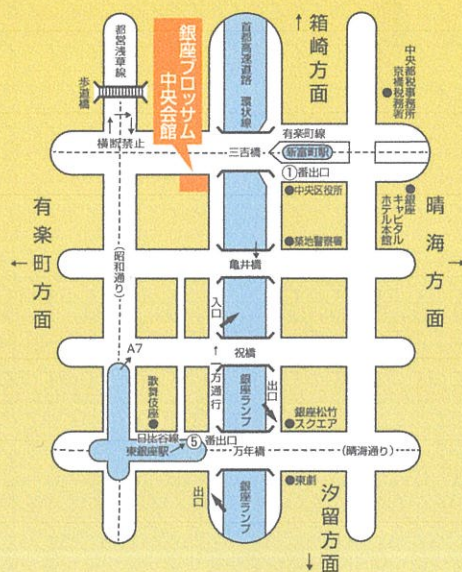 ↑箱崎方面
都営浅草線
首都高速道路 環状線
歩道橋
銀座ブロッサム
中央会館
中央都税事務所
京橋税務署
横断禁止
三吉橋
有楽町線
新富町駅
①番出口
中央区役所
銀座
キャピタル
ホテル本館
有楽町方面
晴海方面
築地警察署
(昭和通り)
亀井橋
入口
A7
祝橋
一方通行
歌舞伎座
銀座ランプ
出口
銀座松竹
スクエア
日比谷線
東銀座駅
⑤番出口
万年橋
(晴海通り)
東劇
出口
銀座ランプ
汐留方面